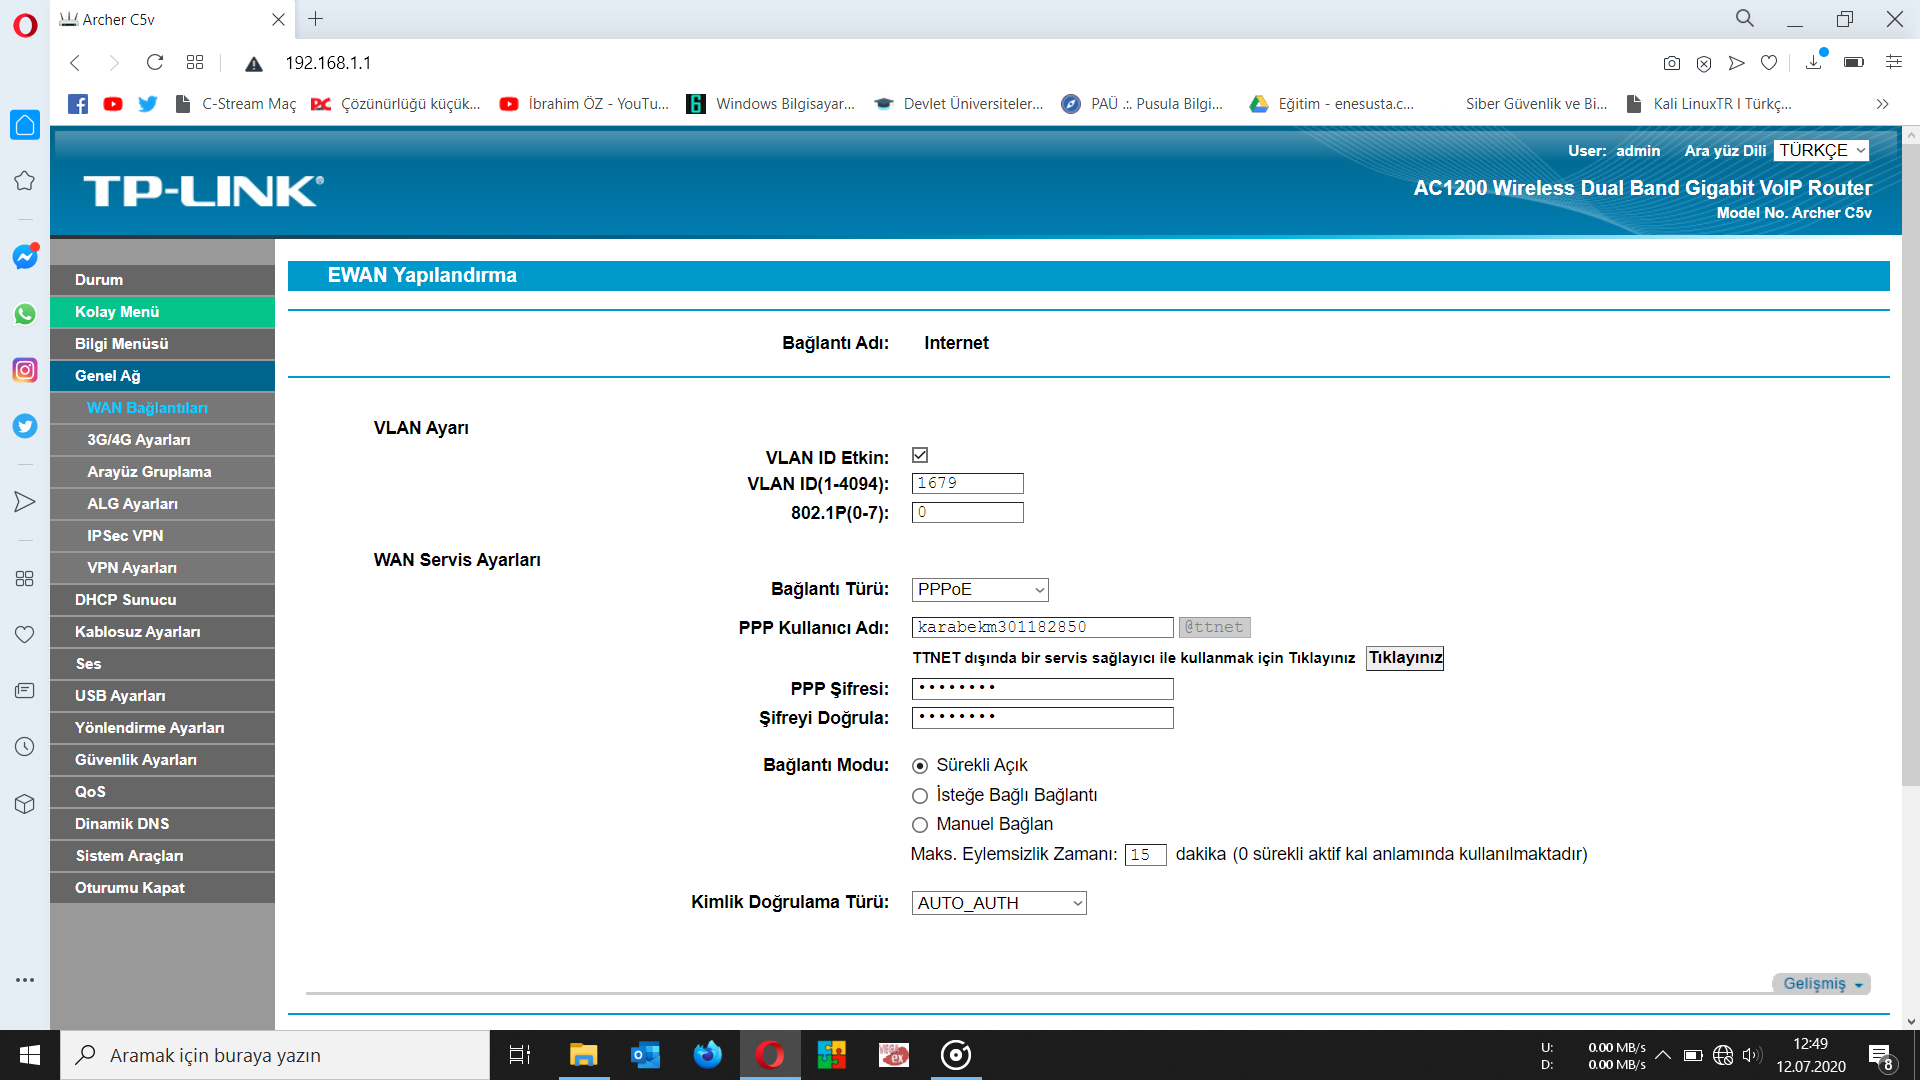 Archer C5v
192.168.1.1
C-Stream Maç
Çözünürlüğü küçük...
İbrahim ÖZ - YouTu...
Windows Bilgisayar...
Devlet Üniversiteler...
PAÜ .:. Pusula Bilgi...
Eğitim - enesusta.c...
Siber Güvenlik ve Bi...
Kali LinuxTR I Türkç...
User: admin Ara yüz Dili TÜRKÇE
TP-LINK®
AC1200 Wireless Dual Band Gigabit VoIP Router
Model No. Archer C5v
Durum
Kolay Menü
Bilgi Menüsü
Genel Ağ
WAN Bağlantıları
3G/4G Ayarları
Arayüz Gruplama
ALG Ayarları
IPSec VPN
VPN Ayarları
DHCP Sunucu
Kablosuz Ayarları
Ses
USB Ayarları
Yönlendirme Ayarları
Güvenlik Ayarları
QoS
Dinamik DNS
Sistem Araçları
Oturumu Kapat
EWAN Yapılandırma
Bağlantı Adı: Internet
VLAN Ayarı
VLAN ID Etkin:
VLAN ID(1-4094): 1679
802.1P(0-7): 0
WAN Servis Ayarları
Bağlantı Türü: PPPoE
PPP Kullanıcı Adı: karabekm301182850 @ttnet
TTNET dışında bir servis sağlayıcı ile kullanmak için Tıklayınız Tıklayınız
PPP Şifresi: ••••••••
Şifreyi Doğrula: ••••••••
Bağlantı Modu: Sürekli Açık
İsteğe Bağlı Bağlantı
Manuel Bağlan
Maks. Eylemsizlik Zamanı: 15 dakika (0 sürekli aktif kal anlamında kullanılmaktadır)
Kimlik Doğrulama Türü: AUTO_AUTH
Gelişmiş
Aramak için buraya yazın
U: 0.00 MB/s
D: 0.00 MB/s
12:49
12.07.2020
8